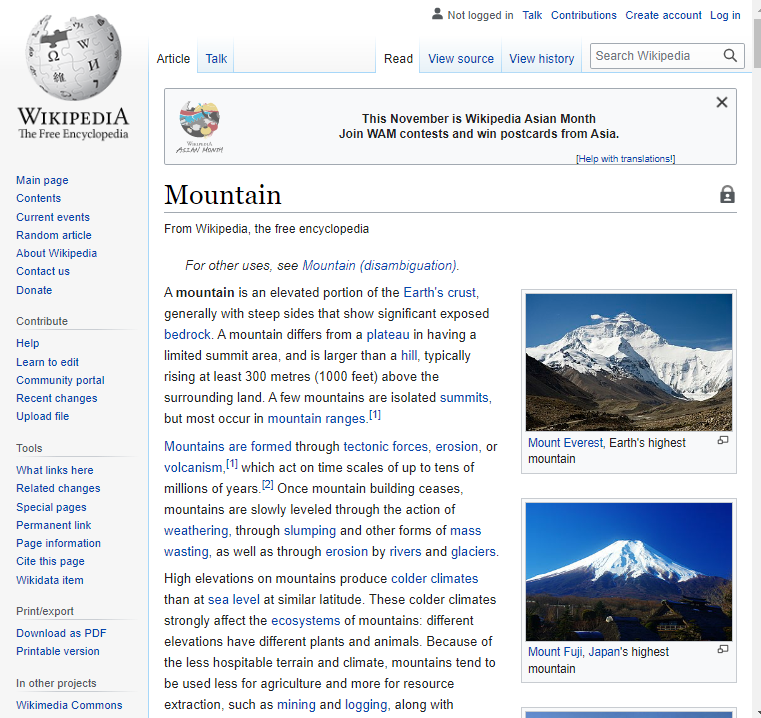 Not logged in Talk Contributions Create account Log in
Article Talk Read View source View history Search Wikipedia
WIKIPEDIA
The Free Encyclopedia
Main page
Contents
Current events
Random article
About Wikipedia
Contact us
Donate
Contribute
Help
Learn to edit
Community portal
Recent changes
Upload file
Tools
What links here
Related changes
Special pages
Permanent link
Page information
Cite this page
Wikidata item
Print/export
Download as PDF
Printable version
In other projects
Wikimedia Commons
WIKIPEDIA
ASIAN MONTH
This November is Wikipedia Asian Month
Join WAM contests and win postcards from Asia.
[Help with translations!]
Mountain
From Wikipedia, the free encyclopedia
For other uses, see Mountain (disambiguation).
A mountain is an elevated portion of the Earth's crust,
generally with steep sides that show significant exposed
bedrock. A mountain differs from a plateau in having a
limited summit area, and is larger than a hill, typically
rising at least 300 metres (1000 feet) above the
surrounding land. A few mountains are isolated summits,
but most occur in mountain ranges.[1]
Mountains are formed through tectonic forces, erosion, or
volcanism,[1] which act on time scales of up to tens of
millions of years.[2] Once mountain building ceases,
mountains are slowly leveled through the action of
weathering, through slumping and other forms of mass
wasting, as well as through erosion by rivers and glaciers.
High elevations on mountains produce colder climates
than at sea level at similar latitude. These colder climates
strongly affect the ecosystems of mountains: different
elevations have different plants and animals. Because of
the less hospitable terrain and climate, mountains tend to
be used less for agriculture and more for resource
extraction, such as mining and logging, along with
Mount Everest, Earth's highest
mountain
Mount Fuji, Japan's highest
mountain